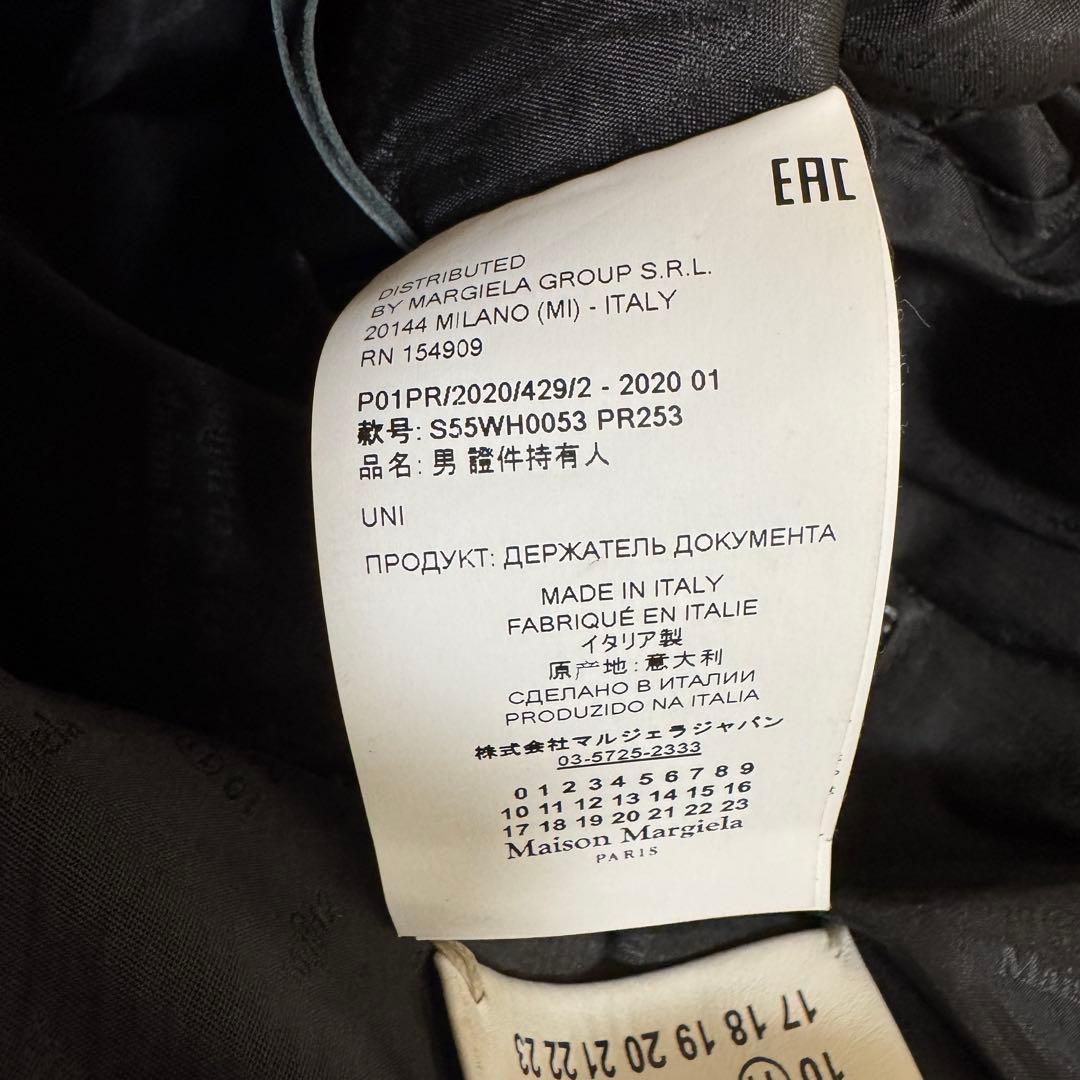 EAC
DISTRIBUTED
BY MARGIELA GROUP S.R.L.
20144 MILANO (MI) - ITALY
RN 154909
P01PR/2020/429/2 - 2020 01
款号: S55WH0053 PR253
品名: 男 證件持有人
UNI
ПРОДУКТ: ДЕРЖАТЕЛЬ ДОКУМЕНТА
MADE IN ITALY
FABRIQUÉ EN ITALIE
イタリア製
原产地: 意大利
СДЕЛАНО В ИТАЛИИ
PRODUZIDO NA ITALIA
株式会社マルジェラジャパン
03-5725-2333
0 1 2 3 4 5 6 7 8 9
10 11 12 13 14 15 16
17 18 19 20 21 22 23
Maison Margiela
PARIS
17 18 19 20 21 22 23
10